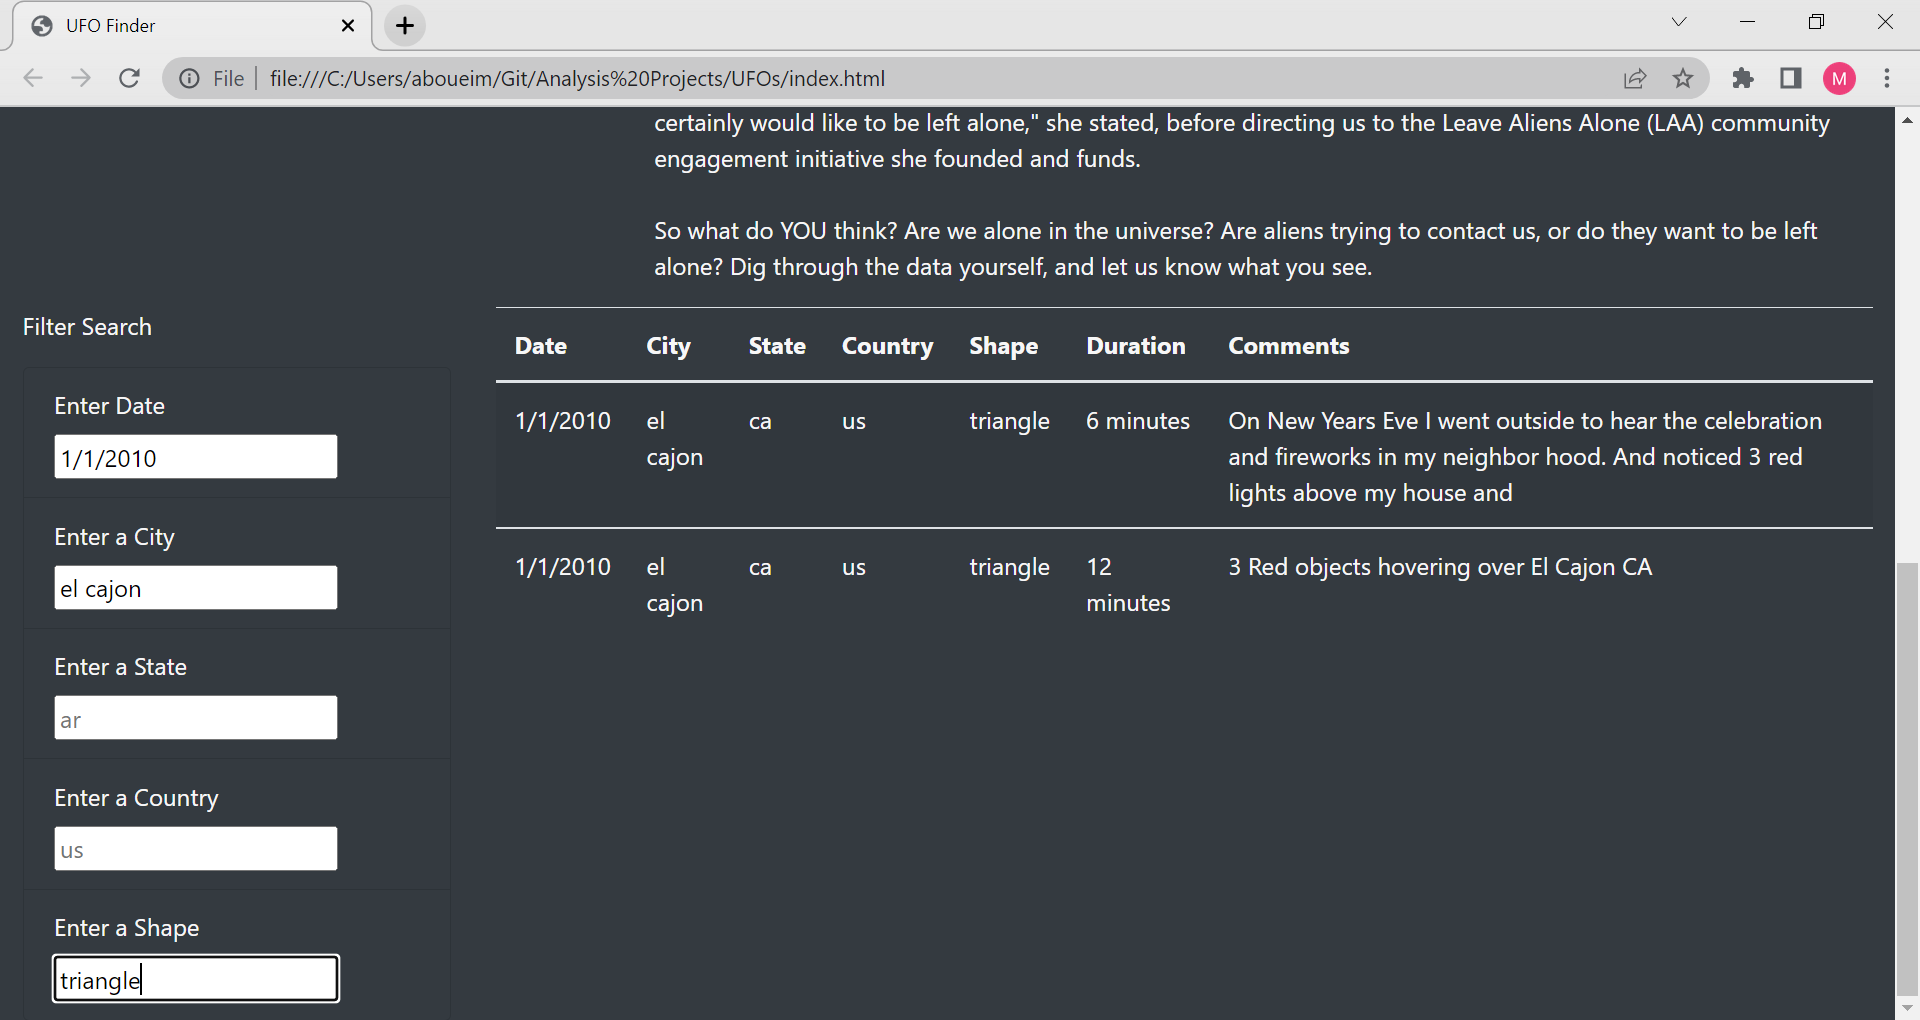 UFO Finder
File | file:///C:/Users/aboueim/Git/Analysis%20Projects/UFOs/index.html
M
certainly would like to be left alone," she stated, before directing us to the Leave Aliens Alone (LAA) community
engagement initiative she founded and funds.
So what do YOU think? Are we alone in the universe? Are aliens trying to contact us, or do they want to be left
alone? Dig through the data yourself, and let us know what you see.
Filter Search
Enter Date
1/1/2010
Enter a City
el cajon
Enter a State
ar
Enter a Country
us
Enter a Shape
triangle
Date City State Country Shape Duration Comments
1/1/2010 el ca us triangle 6 minutes On New Years Eve I went outside to hear the celebration
cajon and fireworks in my neighbor hood. And noticed 3 red
lights above my house and
1/1/2010 el ca us triangle 12 3 Red objects hovering over El Cajon CA
cajon minutes